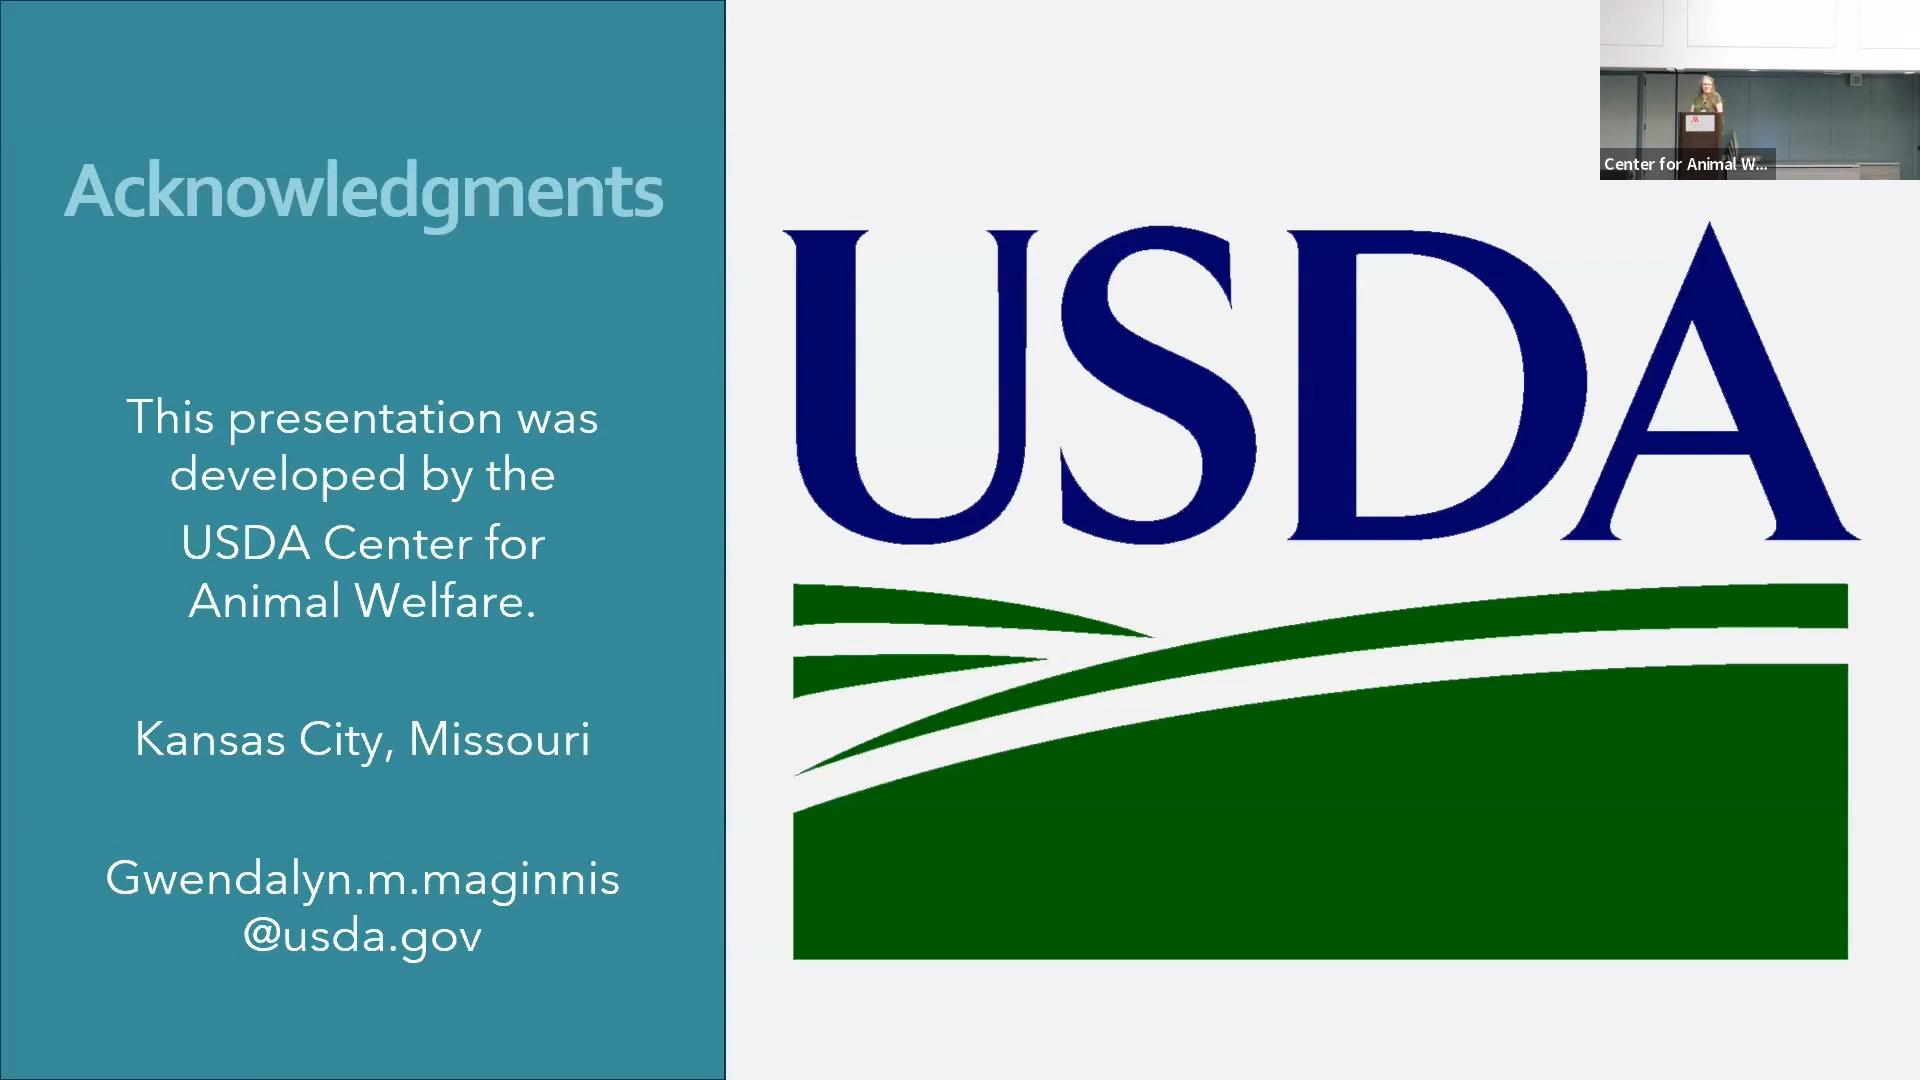 Acknowledgments
This presentation was
developed by the
USDA Center for
Animal Welfare.
Kansas City, Missouri
Gwendalyn.m.maginnis
@usda.gov
USDA
Center for Animal W...